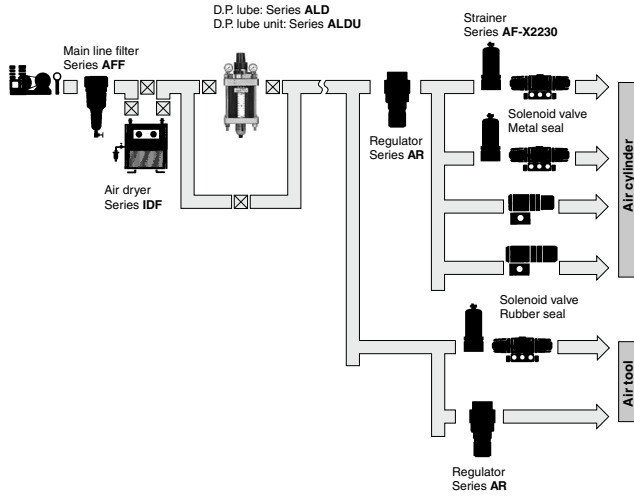 D.P. lube: Series ALD
D.P. lube unit: Series ALDU
Strainer
Series AF-X2230
Main line filter
Series AFF
Solenoid valve
Metal seal
Regulator
Series AR
Air dryer
Series IDF
Air cylinder
Solenoid valve
Rubber seal
Air tool
Regulator
Series AR